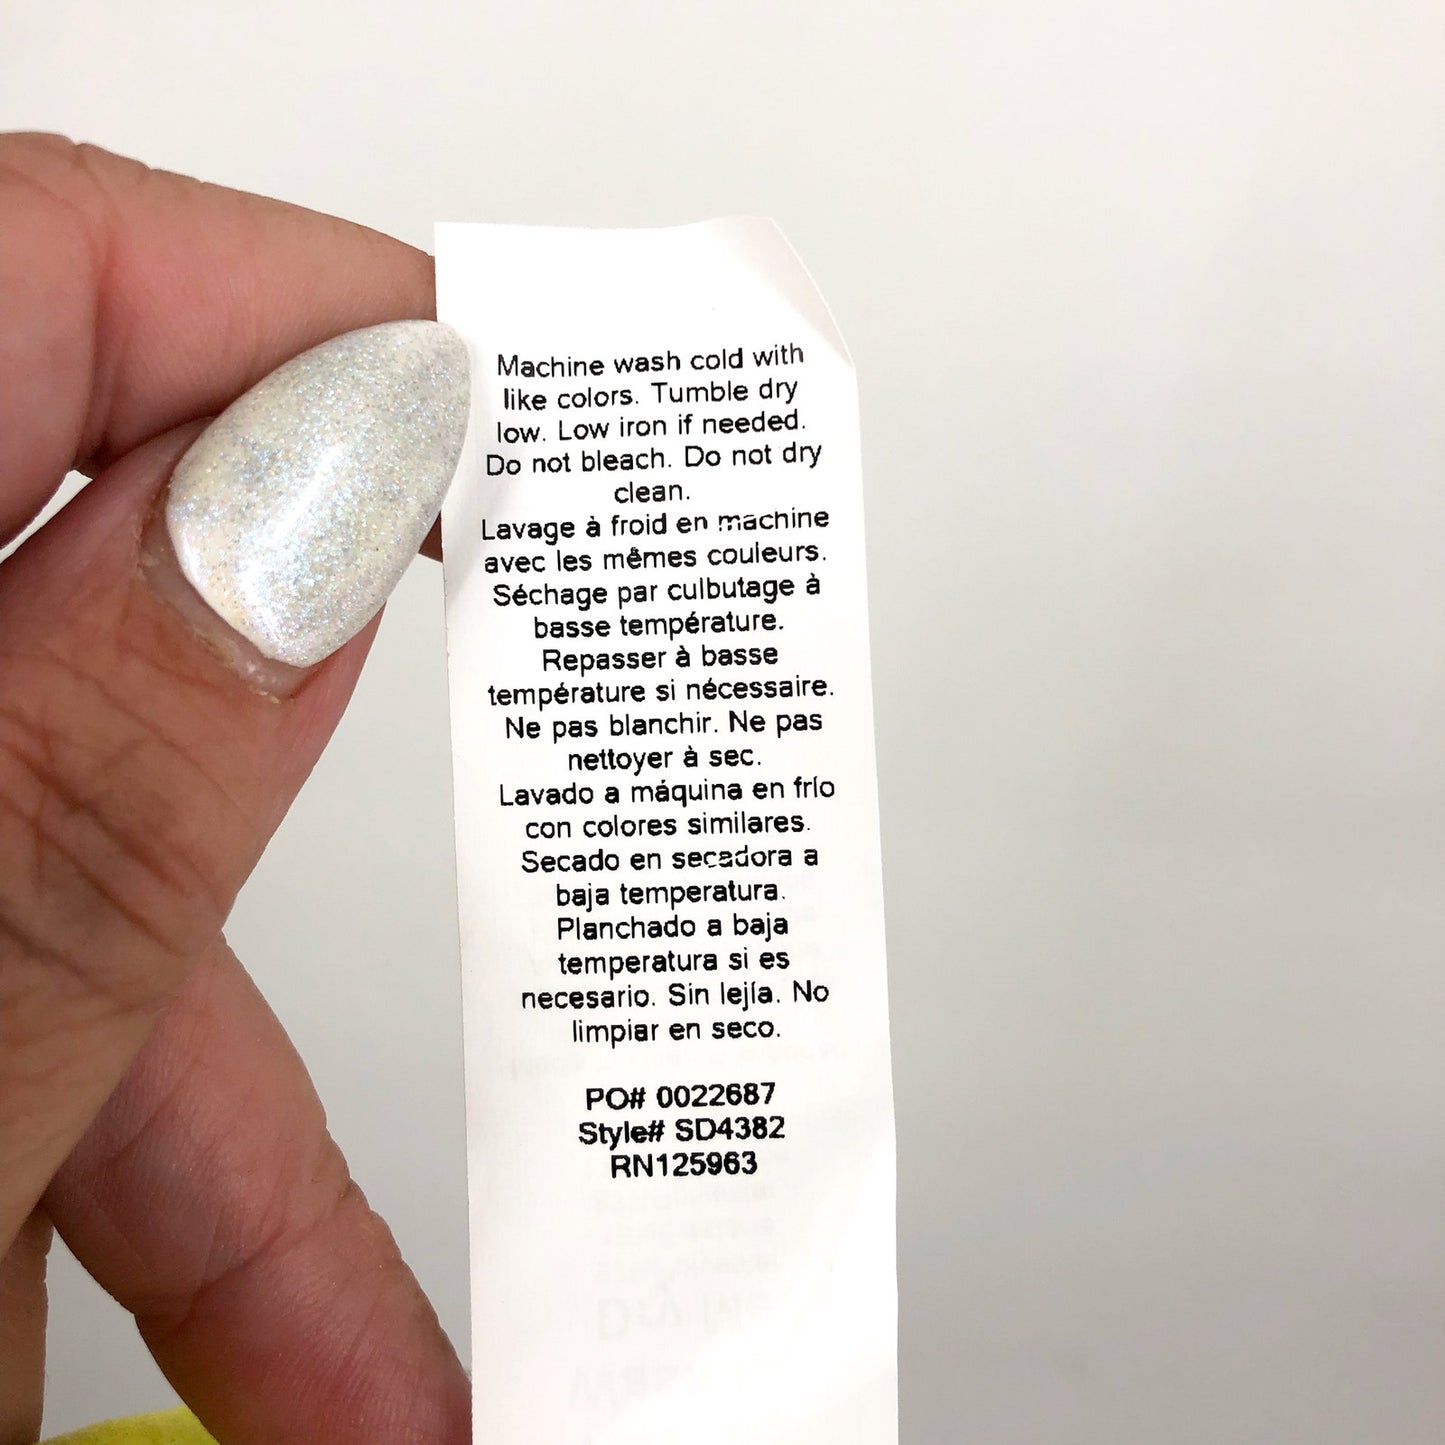 Machine wash cold with
like colors. Tumble dry
low. Low iron if needed.
Do not bleach. Do not dry
clean.
Lavage à froid en machine
avec les mêmes couleurs.
Séchage par culbutage à
basse température.
Repasser à basse
température si nécessaire.
Ne pas blanchir. Ne pas
nettoyer à sec.
Lavado a máquina en frío
con colores similares.
Secado en secadora a
baja temperatura.
Planchado a baja
temperatura si es
necesario. Sin lejía. No
limpiar en seco.
PO# 0022687
Style# SD4382
RN125963